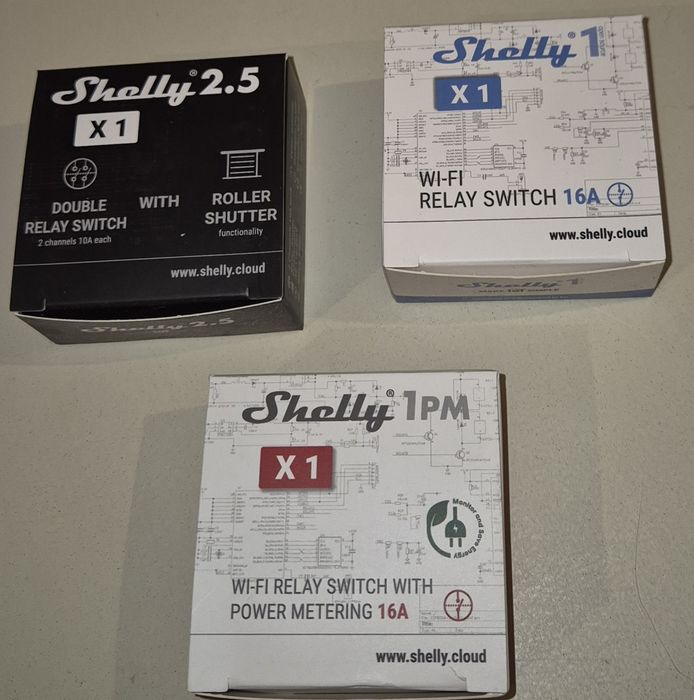 Shelly® 2.5
X 1
DOUBLE
RELAY SWITCH
2 channels 10A each
WITH
ROLLER
SHUTTER
functionality
www.shelly.cloud
Shelly 2.5
Shelly® 1
X 1
WI-FI
RELAY SWITCH 16A
www.shelly.cloud
Shelly 1
Shelly® 1PM
X 1
Monitor and Save Energy
WI-FI RELAY SWITCH WITH
POWER METERING 16A
www.shelly.cloud